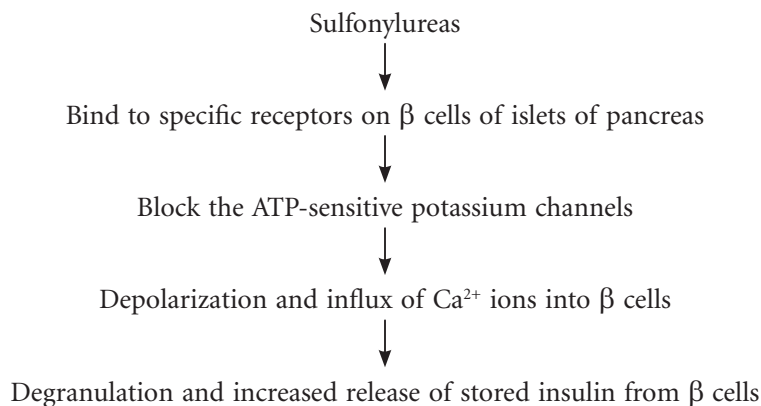 Sulfonylureas
Bind to specific receptors on β cells of islets of pancreas
Block the ATP-sensitive potassium channels
Depolarization and influx of Ca²⁺ ions into β cells
Degranulation and increased release of stored insulin from β cells